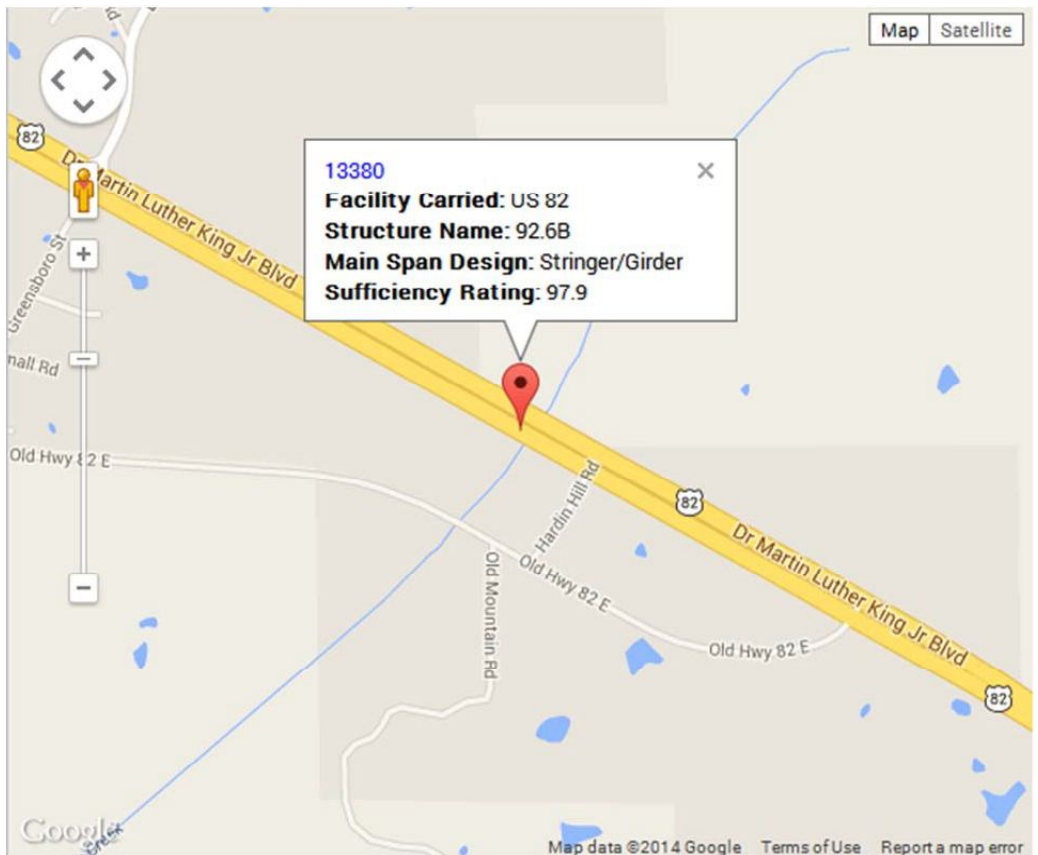 Map Satellite
82
Dr Martin Luther King Jr Blvd
13380
Facility Carried: US 82
Structure Name: 92.6B
Main Span Design: Stringer/Girder
Sufficiency Rating: 97.9
Greensboro St
nall Rd
Old Hwy 82 E
Hardin Hill Rd
82
Dr Martin Luther King Jr Blvd
Old Mountain Rd
Old Hwy 82 E
Old Hwy 82 E
82
Google
Creek
Map data ©2014 Google Terms of Use Report a map error